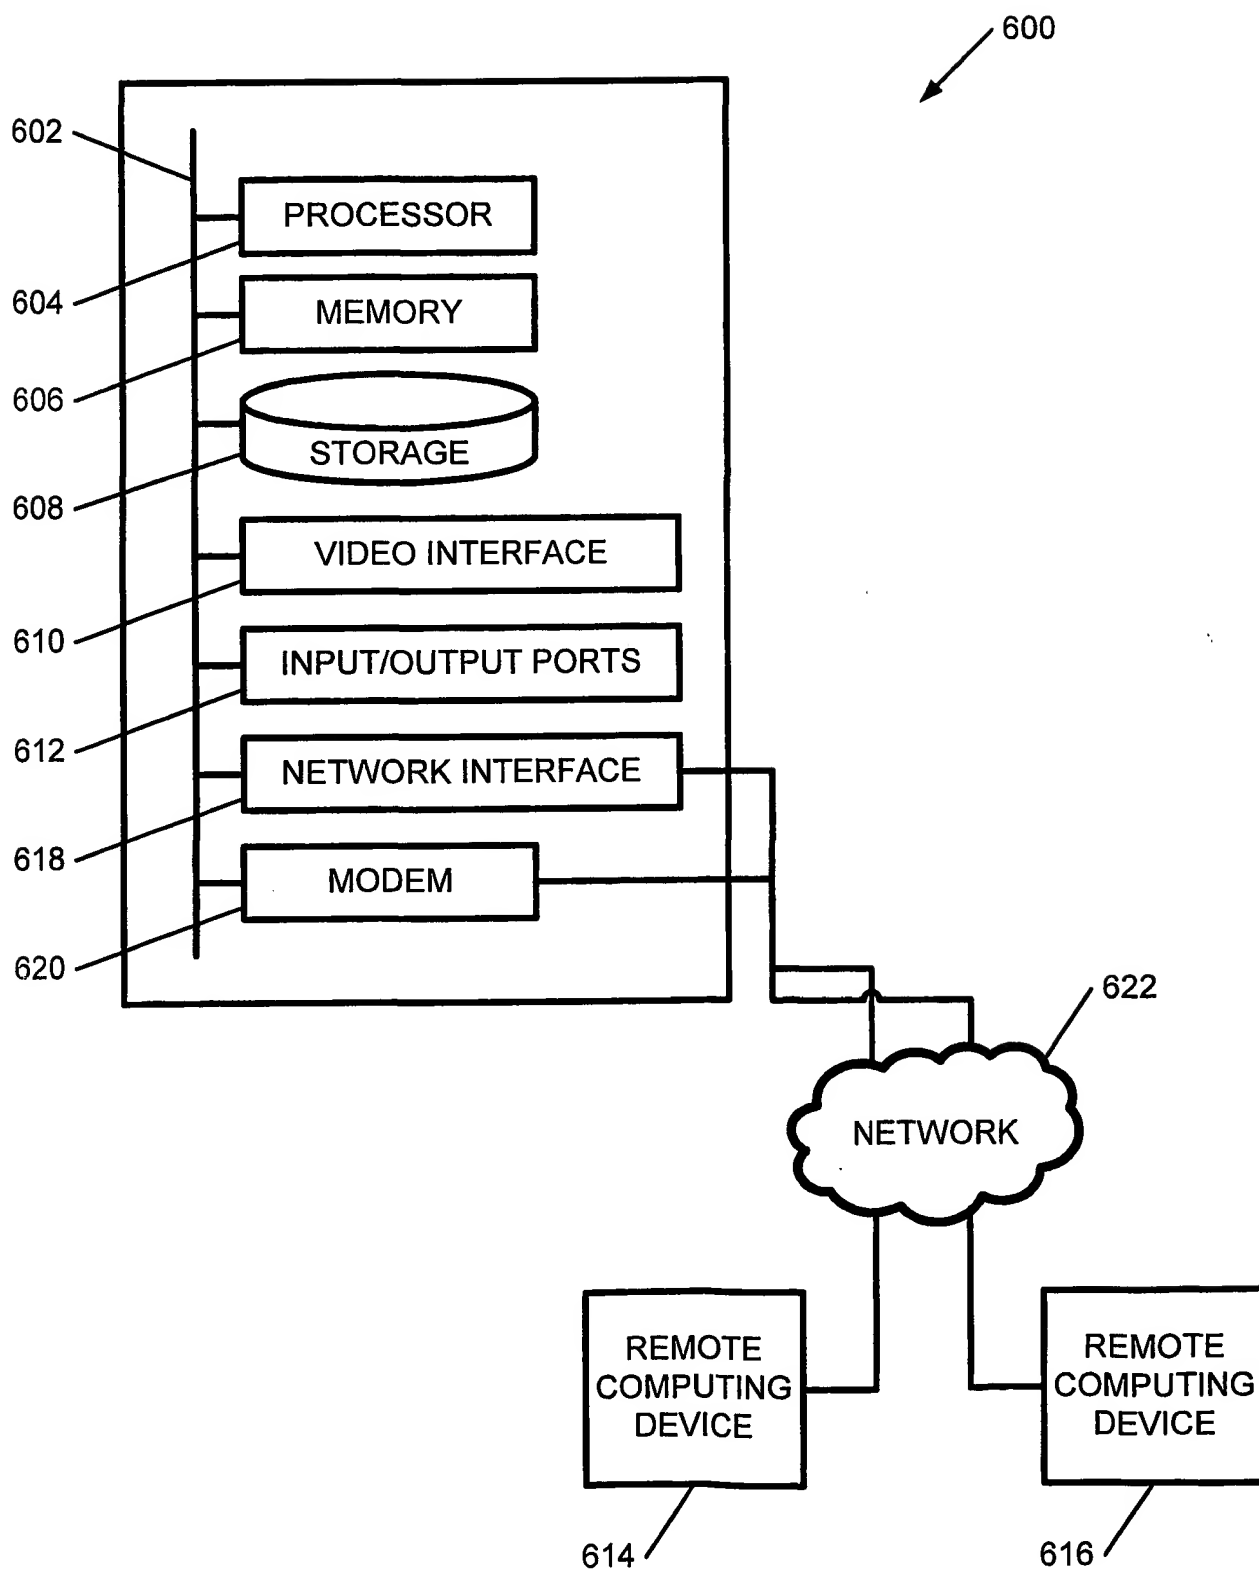 600
602
PROCESSOR
604
MEMORY
606
STORAGE
608
VIDEO INTERFACE
610
INPUT/OUTPUT PORTS
612
NETWORK INTERFACE
618
MODEM
620
622
NETWORK
REMOTE
COMPUTING
DEVICE
REMOTE
COMPUTING
DEVICE
614
616